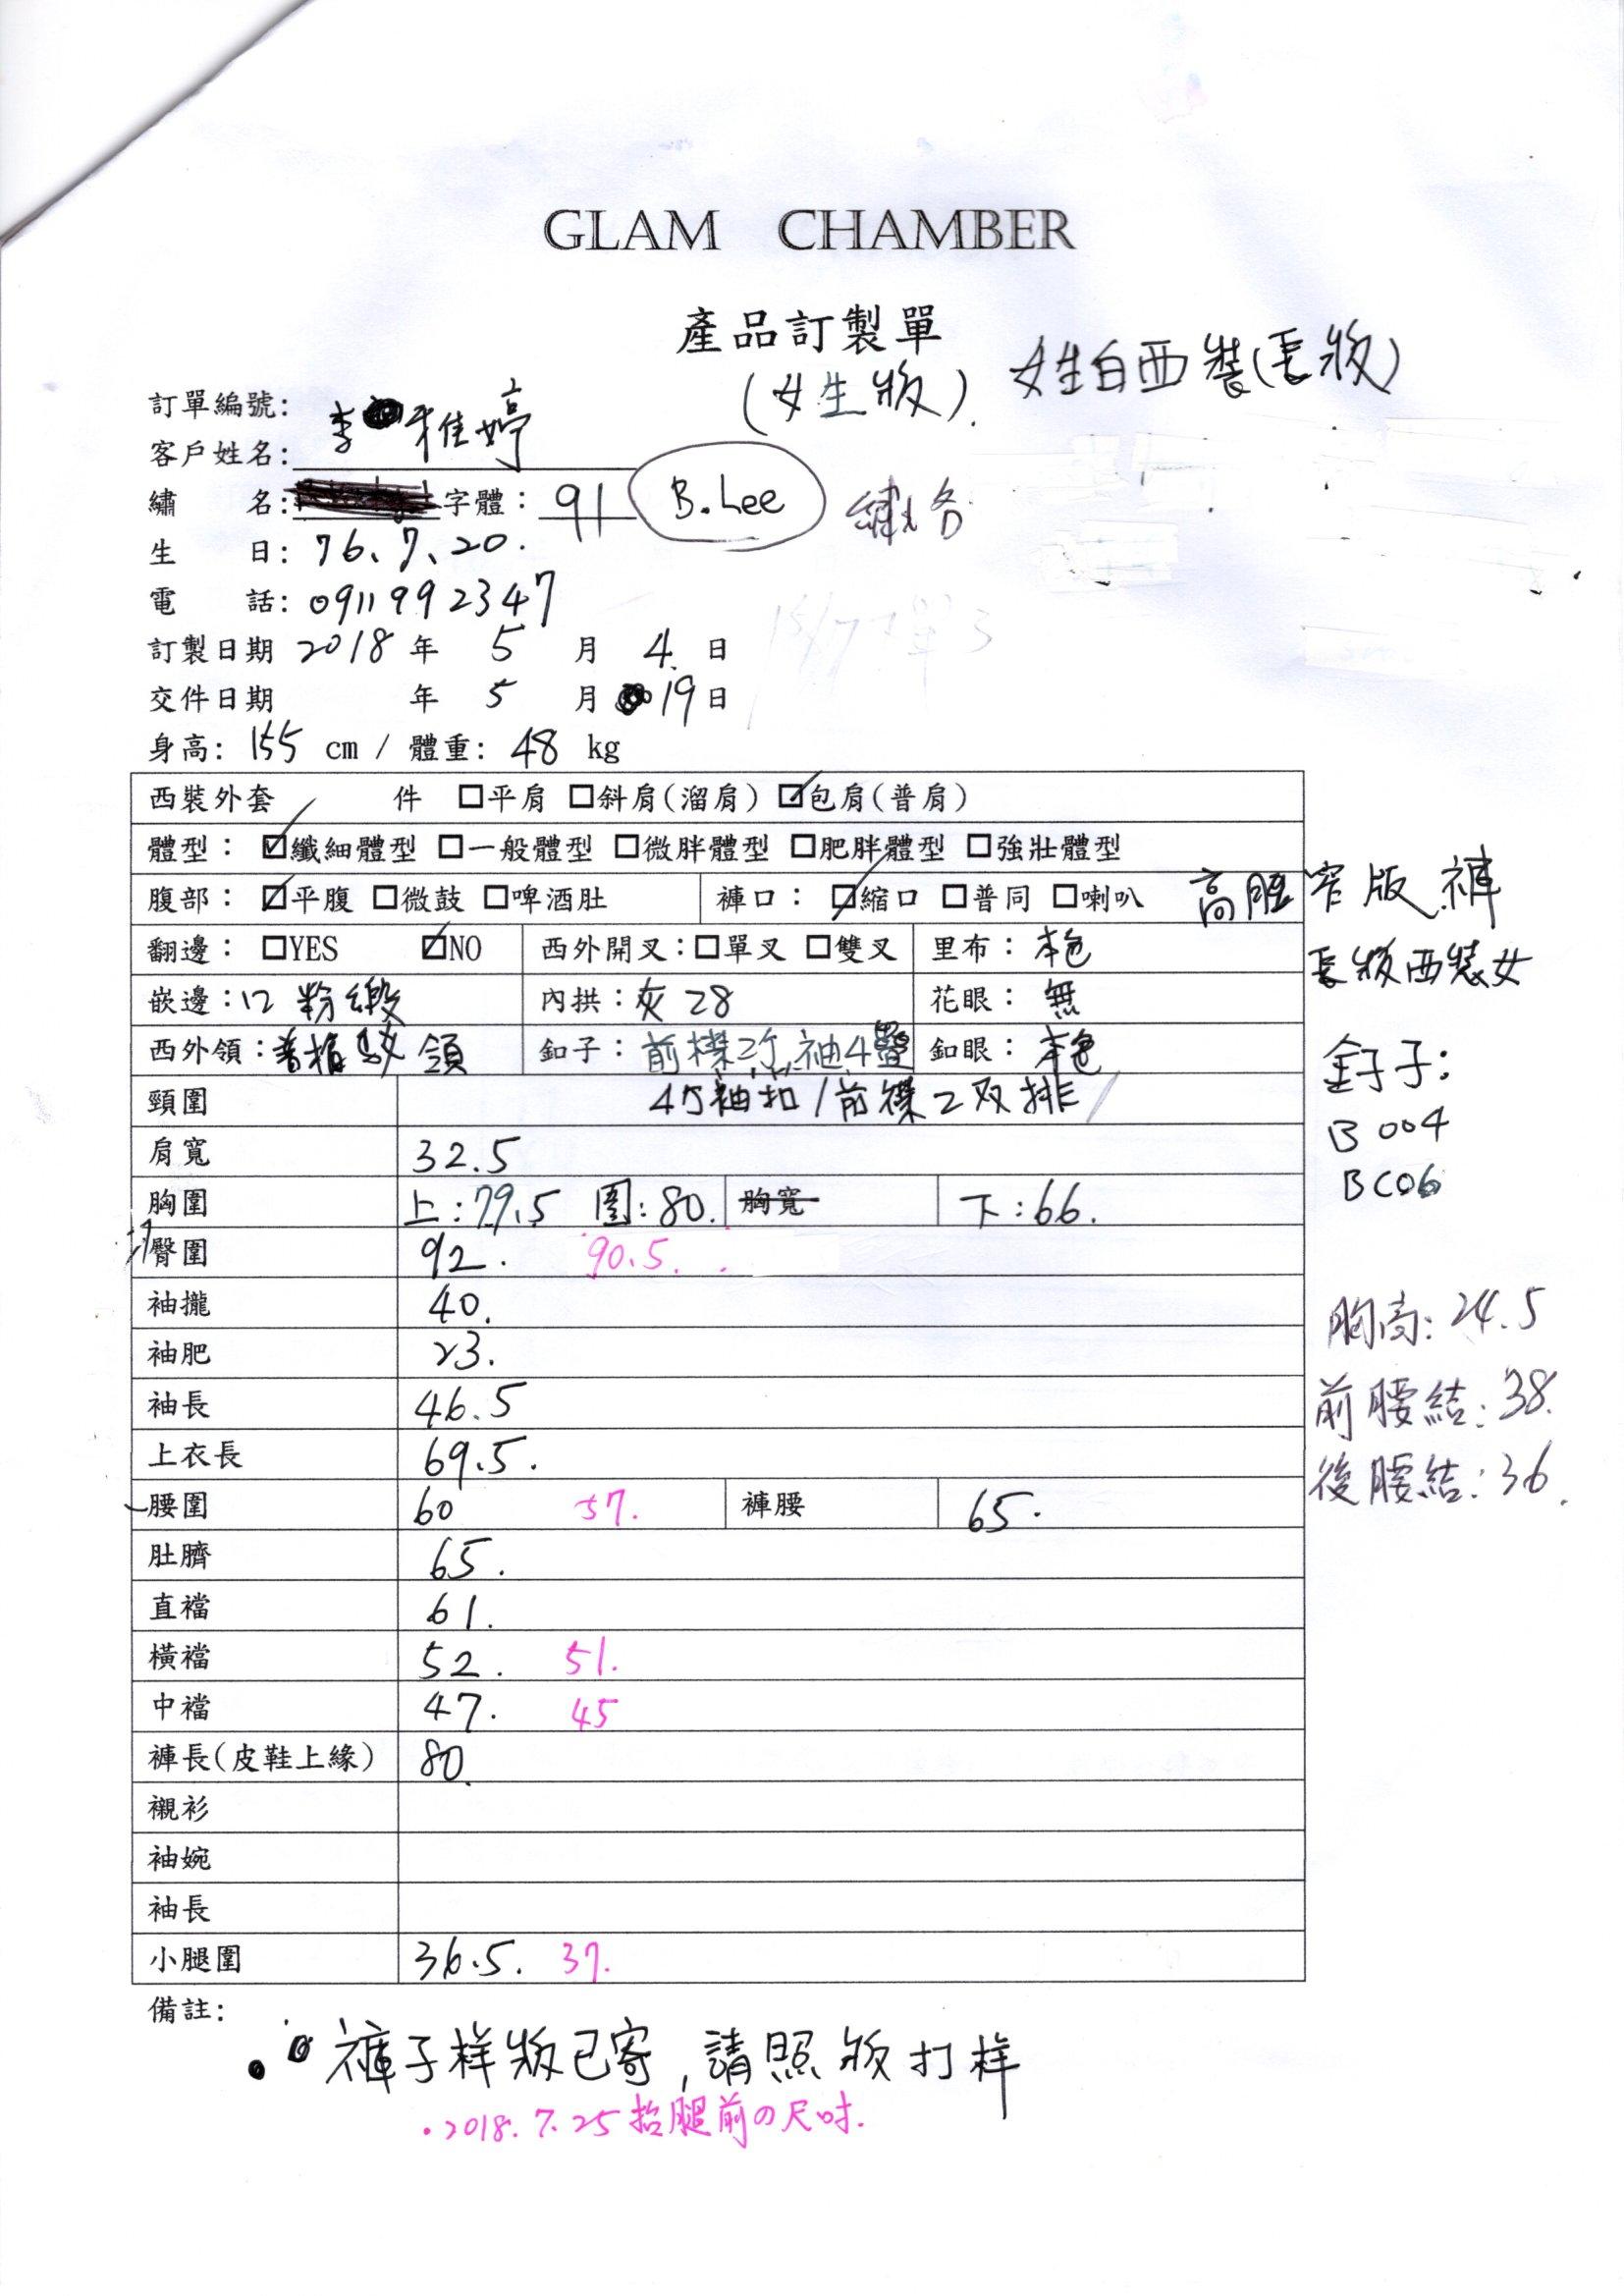 GLAM CHAMBER
產品訂製單
(女生版). 女生白西裝(長版)
訂單編號:
客戶姓名: 李雅婷
繡 名: 字體: 91 B.Lee 繡名
生 日: 76.7.20.
電 話: 0911992347
訂製日期 2018 年 5 月 4 日
交件日期 年 5 月 19 日
身高: 155 cm / 體重: 48 kg
西裝外套 件 □平肩 □斜肩(溜肩) ☑包肩(普肩)
體型: ☑纖細體型 □一般體型 □微胖體型 □肥胖體型 □強壯體型
腹部: ☑平腹 □微鼓 □啤酒肚 褲口: ☑縮口 □普同 □喇叭 高腰窄版褲
翻邊: □YES ☑NO 西外開叉:□單叉 □雙叉 里布: 本色 長版西裝女
嵌邊:12 粉緞 內拱:灰 28 花眼: 無
西外領: 領 釦子: 前襟2行, 袖4 釦眼: 本色 釦子:
頸圍 4行袖扣/前襟2双排
B 004
肩寬 32.5
BC06
胸圍 上:79.5 圍:80. 胸寬 下:66.
臀圍 92. 90.5.
袖攏 40.
胸高: 24.5
袖肥 23.
袖長 46.5
前腰結: 38.
上衣長 69.5.
後腰結: 36.
腰圍 60 57. 褲腰 65.
肚臍 65.
直襠 61.
橫襠 52. 51.
中襠 47. 45
褲長(皮鞋上緣) 80.
襯衫
袖婉
袖長
小腿圍 36.5. 37.
備註:
褲子样版已寄,請照版打样
·2018.7.25 抬腿前の尺吋.